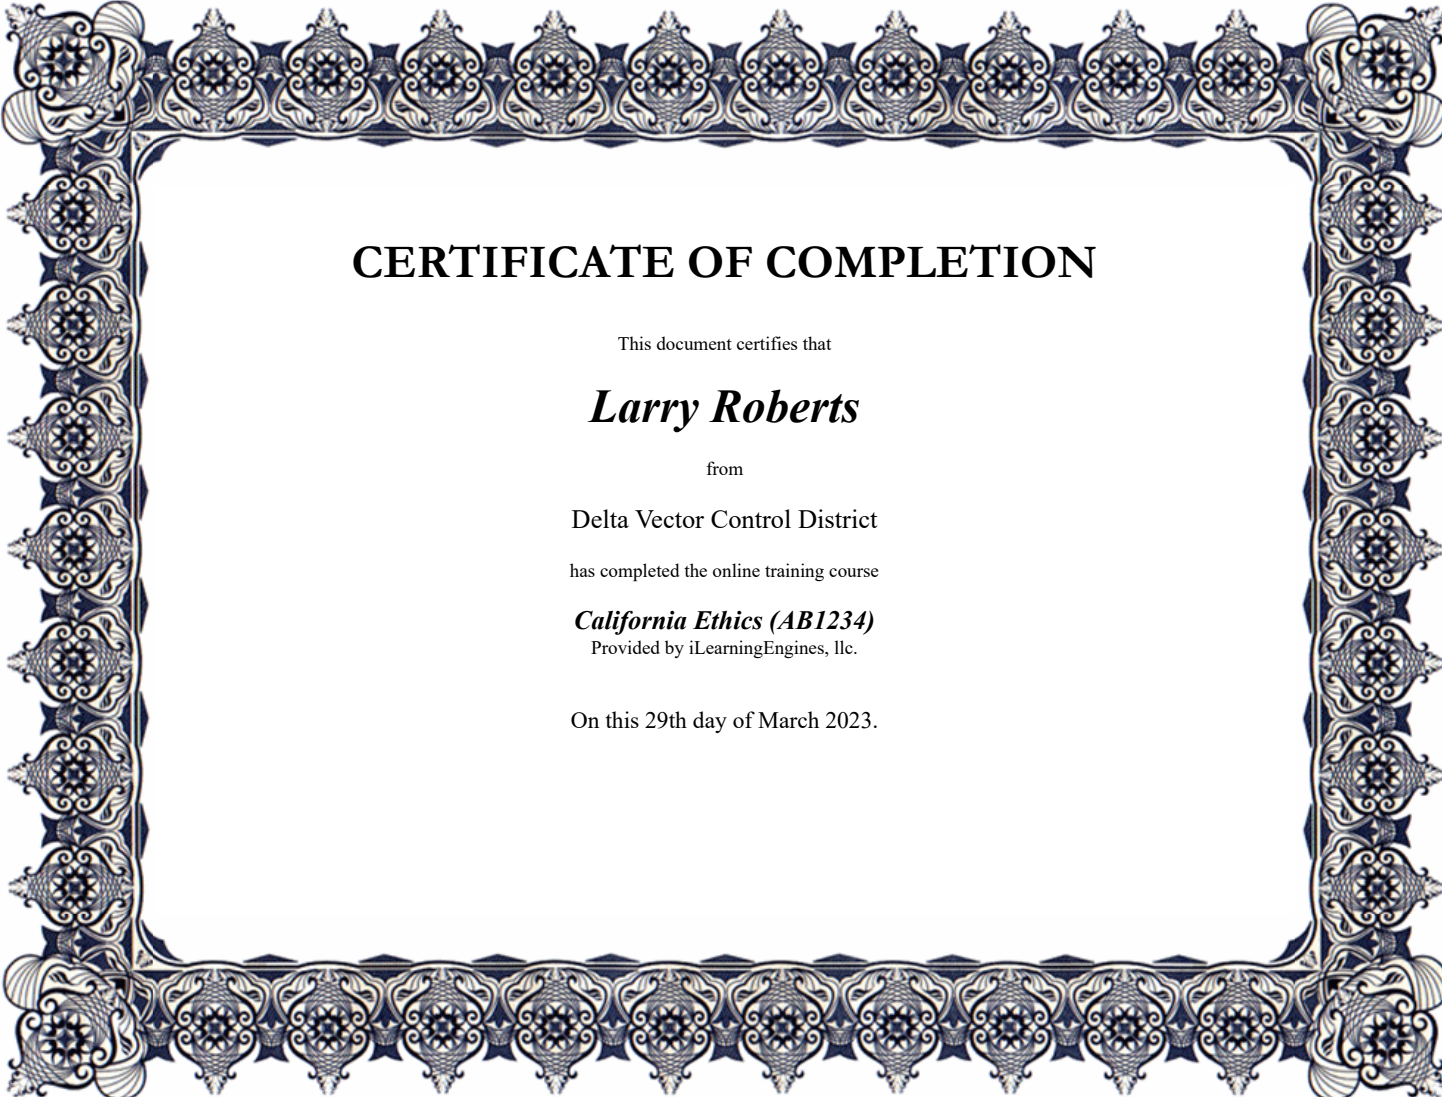 CERTIFICATE OF COMPLETION
This document certifies that
Larry Roberts
from
Delta Vector Control District
has completed the online training course
California Ethics (AB1234)
Provided by iLearningEngines, llc.
On this 29th day of March 2023.